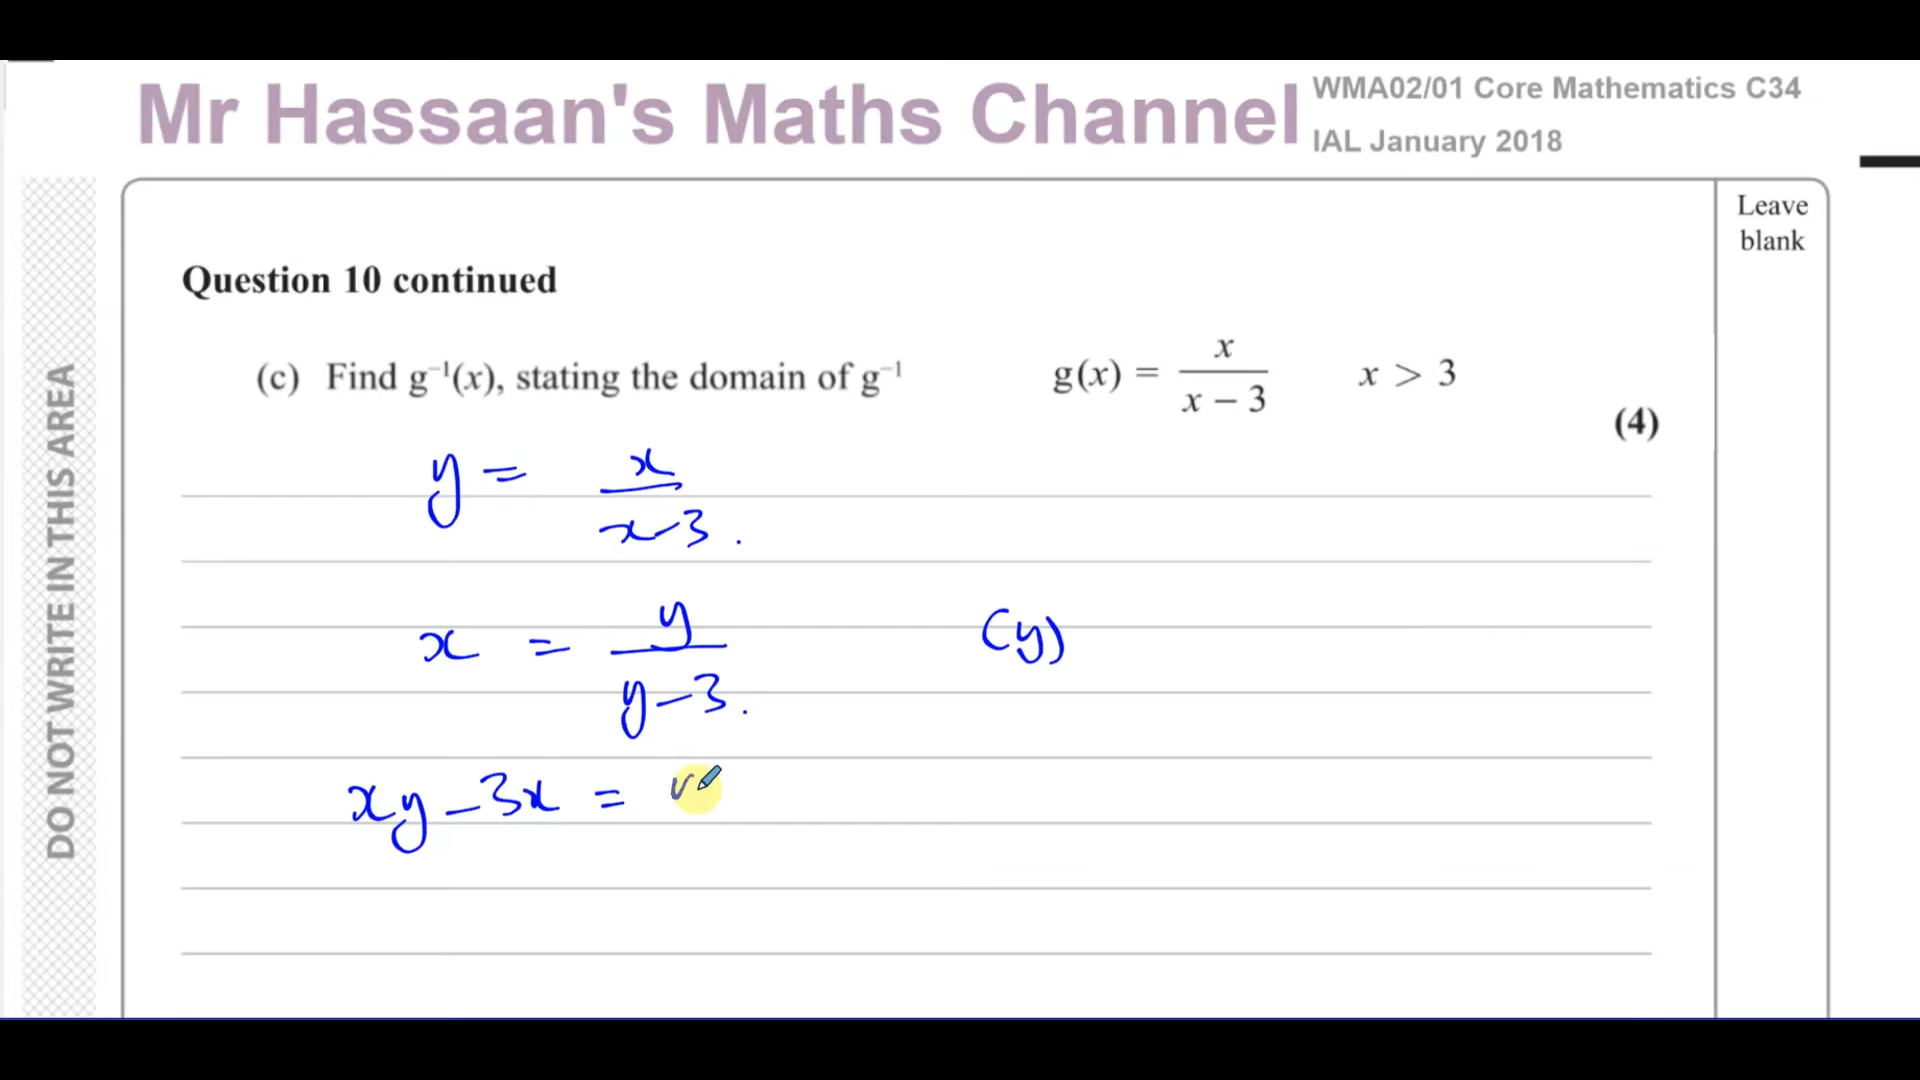 Mr Hassaan's Maths Channel
WMA02/01 Core Mathematics C34
IAL January 2018
Leave
blank
DO NOT WRITE IN THIS AREA
Question 10 continued
(c) Find g⁻¹(x), stating the domain of g⁻¹ g(x) = x/(x − 3) x > 3
(4)
y = x/(x-3).
x = y/(y-3). (y)
xy - 3x =